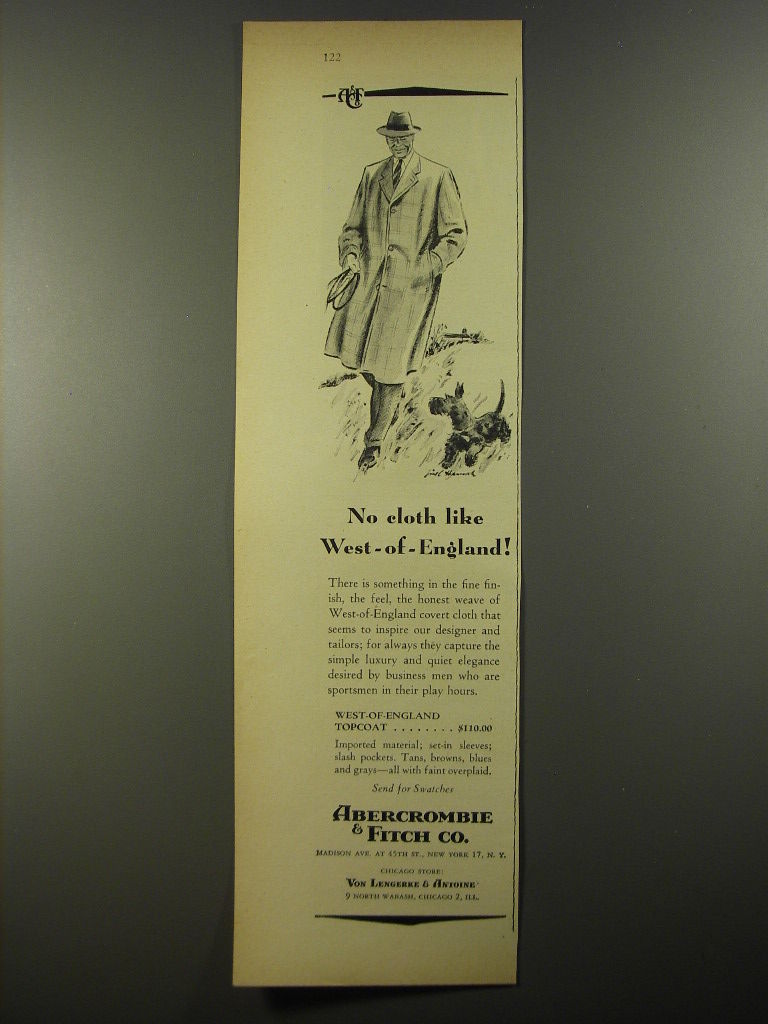 122
A&F Co
No cloth like
West-of-England!
There is something in the fine fin-
ish, the feel, the honest weave of
West-of-England covert cloth that
seems to inspire our designer and
tailors; for always they capture the
simple luxury and quiet elegance
desired by business men who are
sportsmen in their play hours.
WEST-OF-ENGLAND
TOPCOAT . . . . . . . . $110.00
Imported material; set-in sleeves;
slash pockets. Tans, browns, blues
and grays—all with faint overplaid.
Send for Swatches
ABERCROMBIE
& FITCH CO.
MADISON AVE. AT 45TH ST., NEW YORK 17, N. Y.
CHICAGO STORE:
VON LENGERKE & ANTOINE
9 NORTH WABASH, CHICAGO 2, ILL.